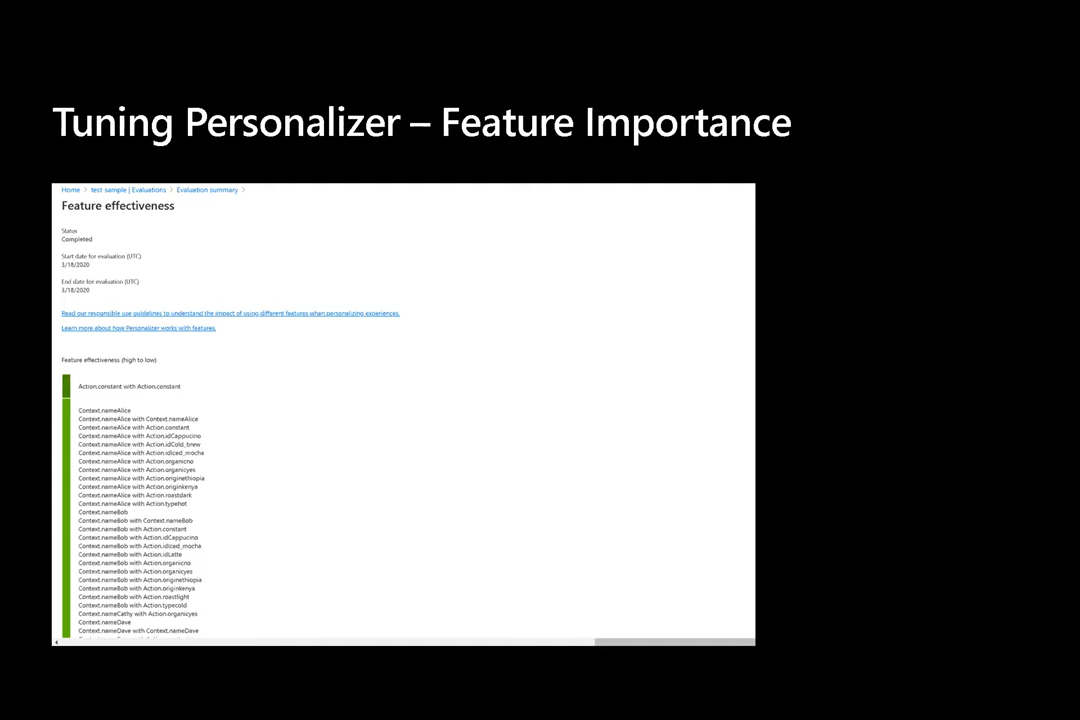 Tuning Personalizer – Feature Importance
Home > test sample | Evaluations > Evaluation summary >
Feature effectiveness
Status
Completed
Start date for evaluation (UTC)
3/18/2020
End date for evaluation (UTC)
3/18/2020
Read our responsible use guidelines to understand the impact of using different features when personalizing experiences.
Learn more about how Personalizer works with features.
Feature effectiveness (high to low)
Action.constant with Action.constant
Context.nameAlice
Context.nameAlice with Context.nameAlice
Context.nameAlice with Action.constant
Context.nameAlice with Action.idCappucino
Context.nameAlice with Action.idCold_brew
Context.nameAlice with Action.idIced_mocha
Context.nameAlice with Action.organicno
Context.nameAlice with Action.organicyes
Context.nameAlice with Action.originethiopia
Context.nameAlice with Action.originkenya
Context.nameAlice with Action.roastdark
Context.nameAlice with Action.typehot
Context.nameBob
Context.nameBob with Context.nameBob
Context.nameBob with Action.constant
Context.nameBob with Action.idCappucino
Context.nameBob with Action.idIced_mocha
Context.nameBob with Action.idLatte
Context.nameBob with Action.organicno
Context.nameBob with Action.organicyes
Context.nameBob with Action.originethiopia
Context.nameBob with Action.originkenya
Context.nameBob with Action.roastlight
Context.nameBob with Action.typecold
Context.nameCathy with Action.organicyes
Context.nameDave
Context.nameDave with Context.nameDave